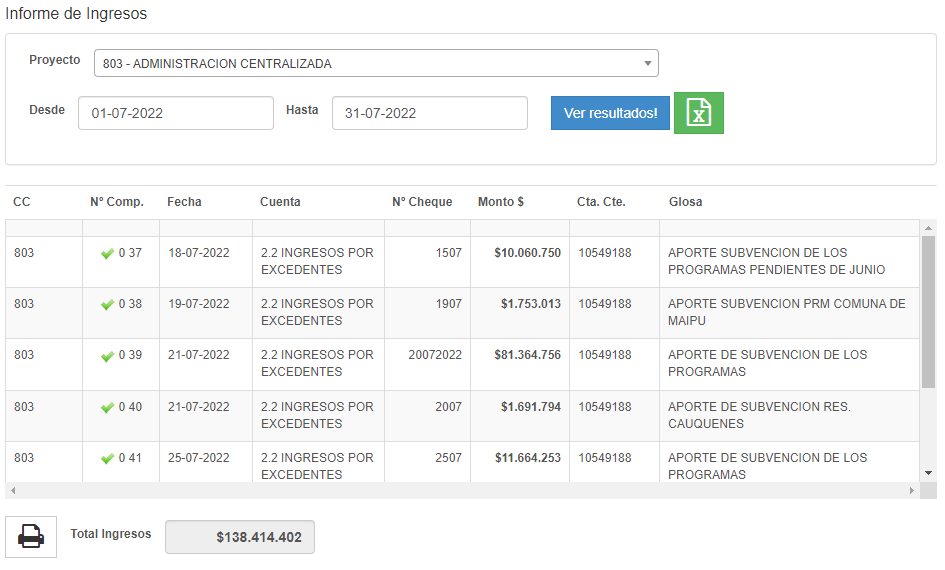 Informe de Ingresos
Proyecto 803 - ADMINISTRACION CENTRALIZADA
Desde 01-07-2022 Hasta 31-07-2022 Ver resultados!
CC Nº Comp. Fecha Cuenta Nº Cheque Monto $ Cta. Cte. Glosa
803 0 37 18-07-2022 2.2 INGRESOS POR 1507 $10.060.750 10549188 APORTE SUBVENCION DE LOS
EXCEDENTES PROGRAMAS PENDIENTES DE JUNIO
803 0 38 19-07-2022 2.2 INGRESOS POR 1907 $1.753.013 10549188 APORTE SUBVENCION PRM COMUNA DE
EXCEDENTES MAIPU
803 0 39 21-07-2022 2.2 INGRESOS POR 20072022 $81.364.756 10549188 APORTE DE SUBVENCION DE LOS
EXCEDENTES PROGRAMAS
803 0 40 21-07-2022 2.2 INGRESOS POR 2007 $1.691.794 10549188 APORTE DE SUBVENCION RES.
EXCEDENTES CAUQUENES
803 0 41 25-07-2022 2.2 INGRESOS POR 2507 $11.664.253 10549188 APORTE DE SUBVENCION DE LOS
EXCEDENTES PROGRAMAS
Total Ingresos $138.414.402